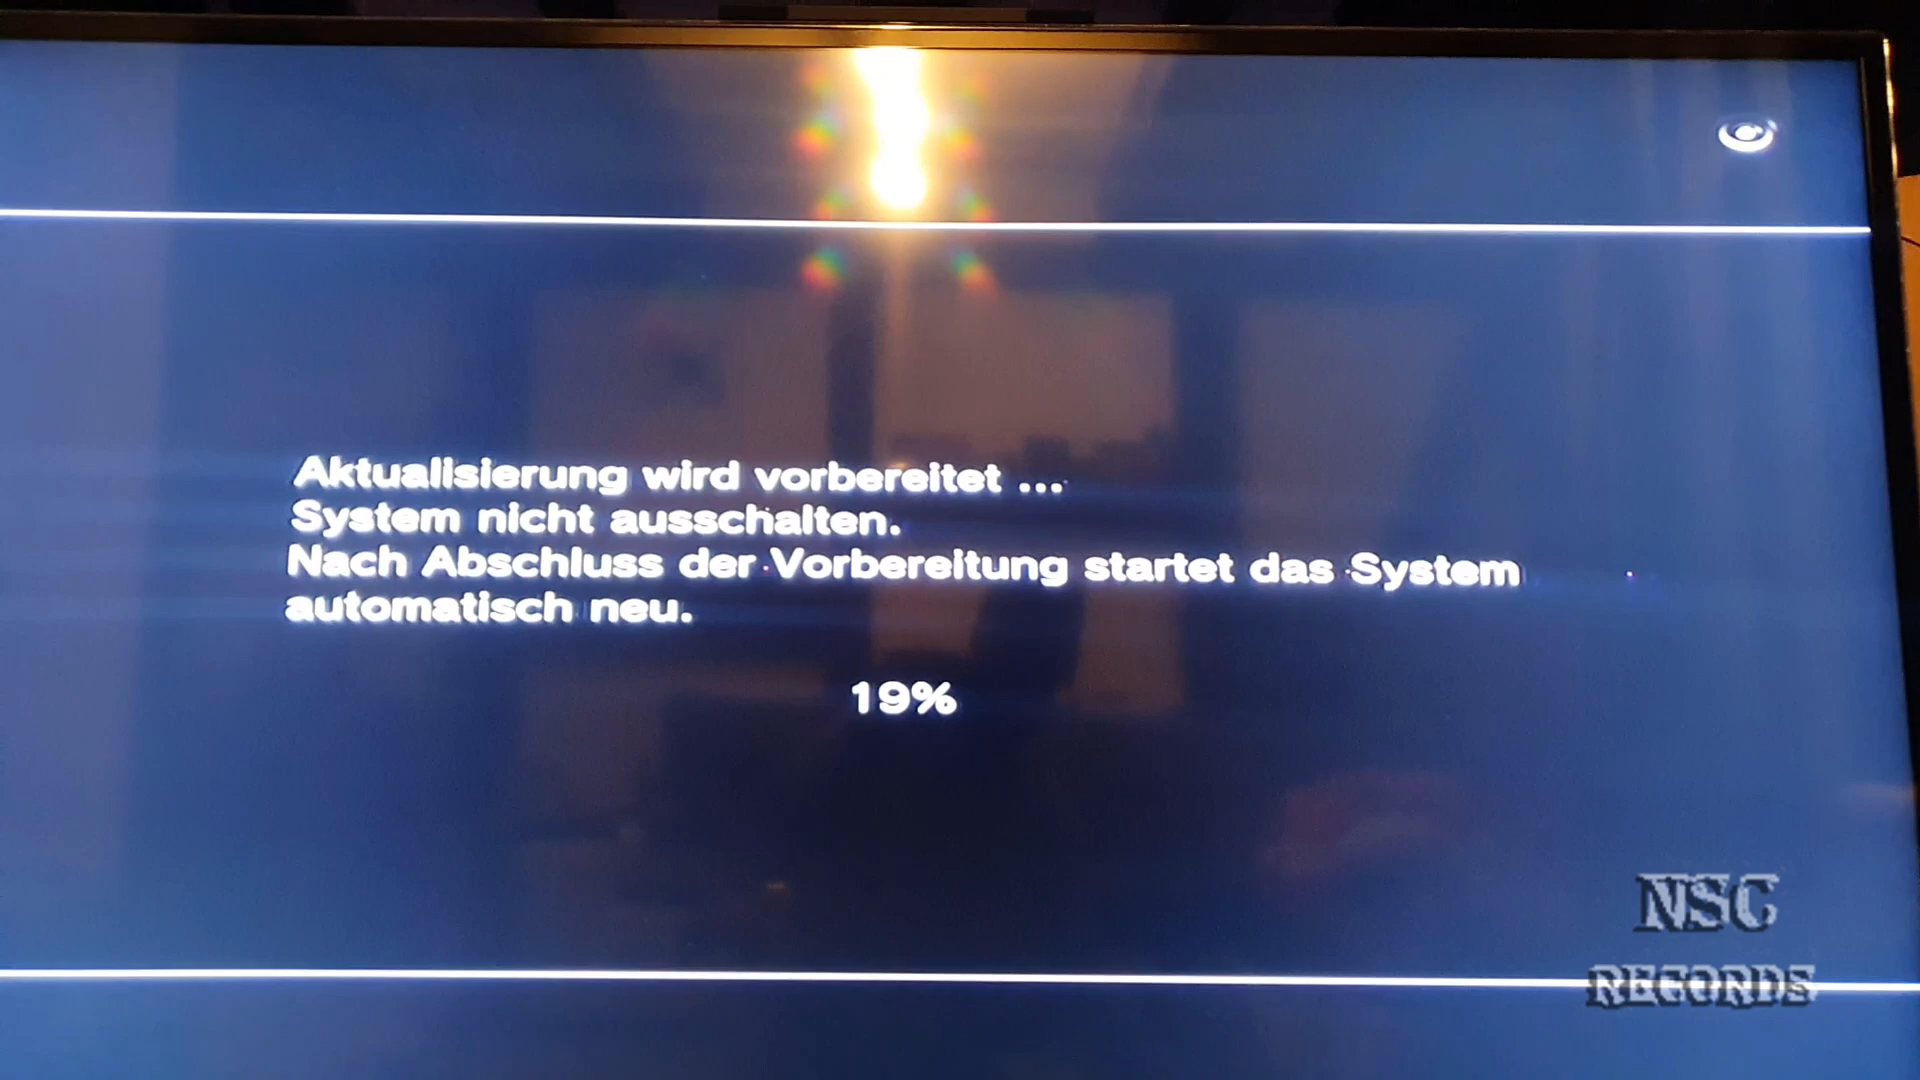 Aktualisierung wird vorbereitet ...
System nicht ausschalten.
Nach Abschluss der Vorbereitung startet das System
automatisch neu.
19%
NSC
RECORDS